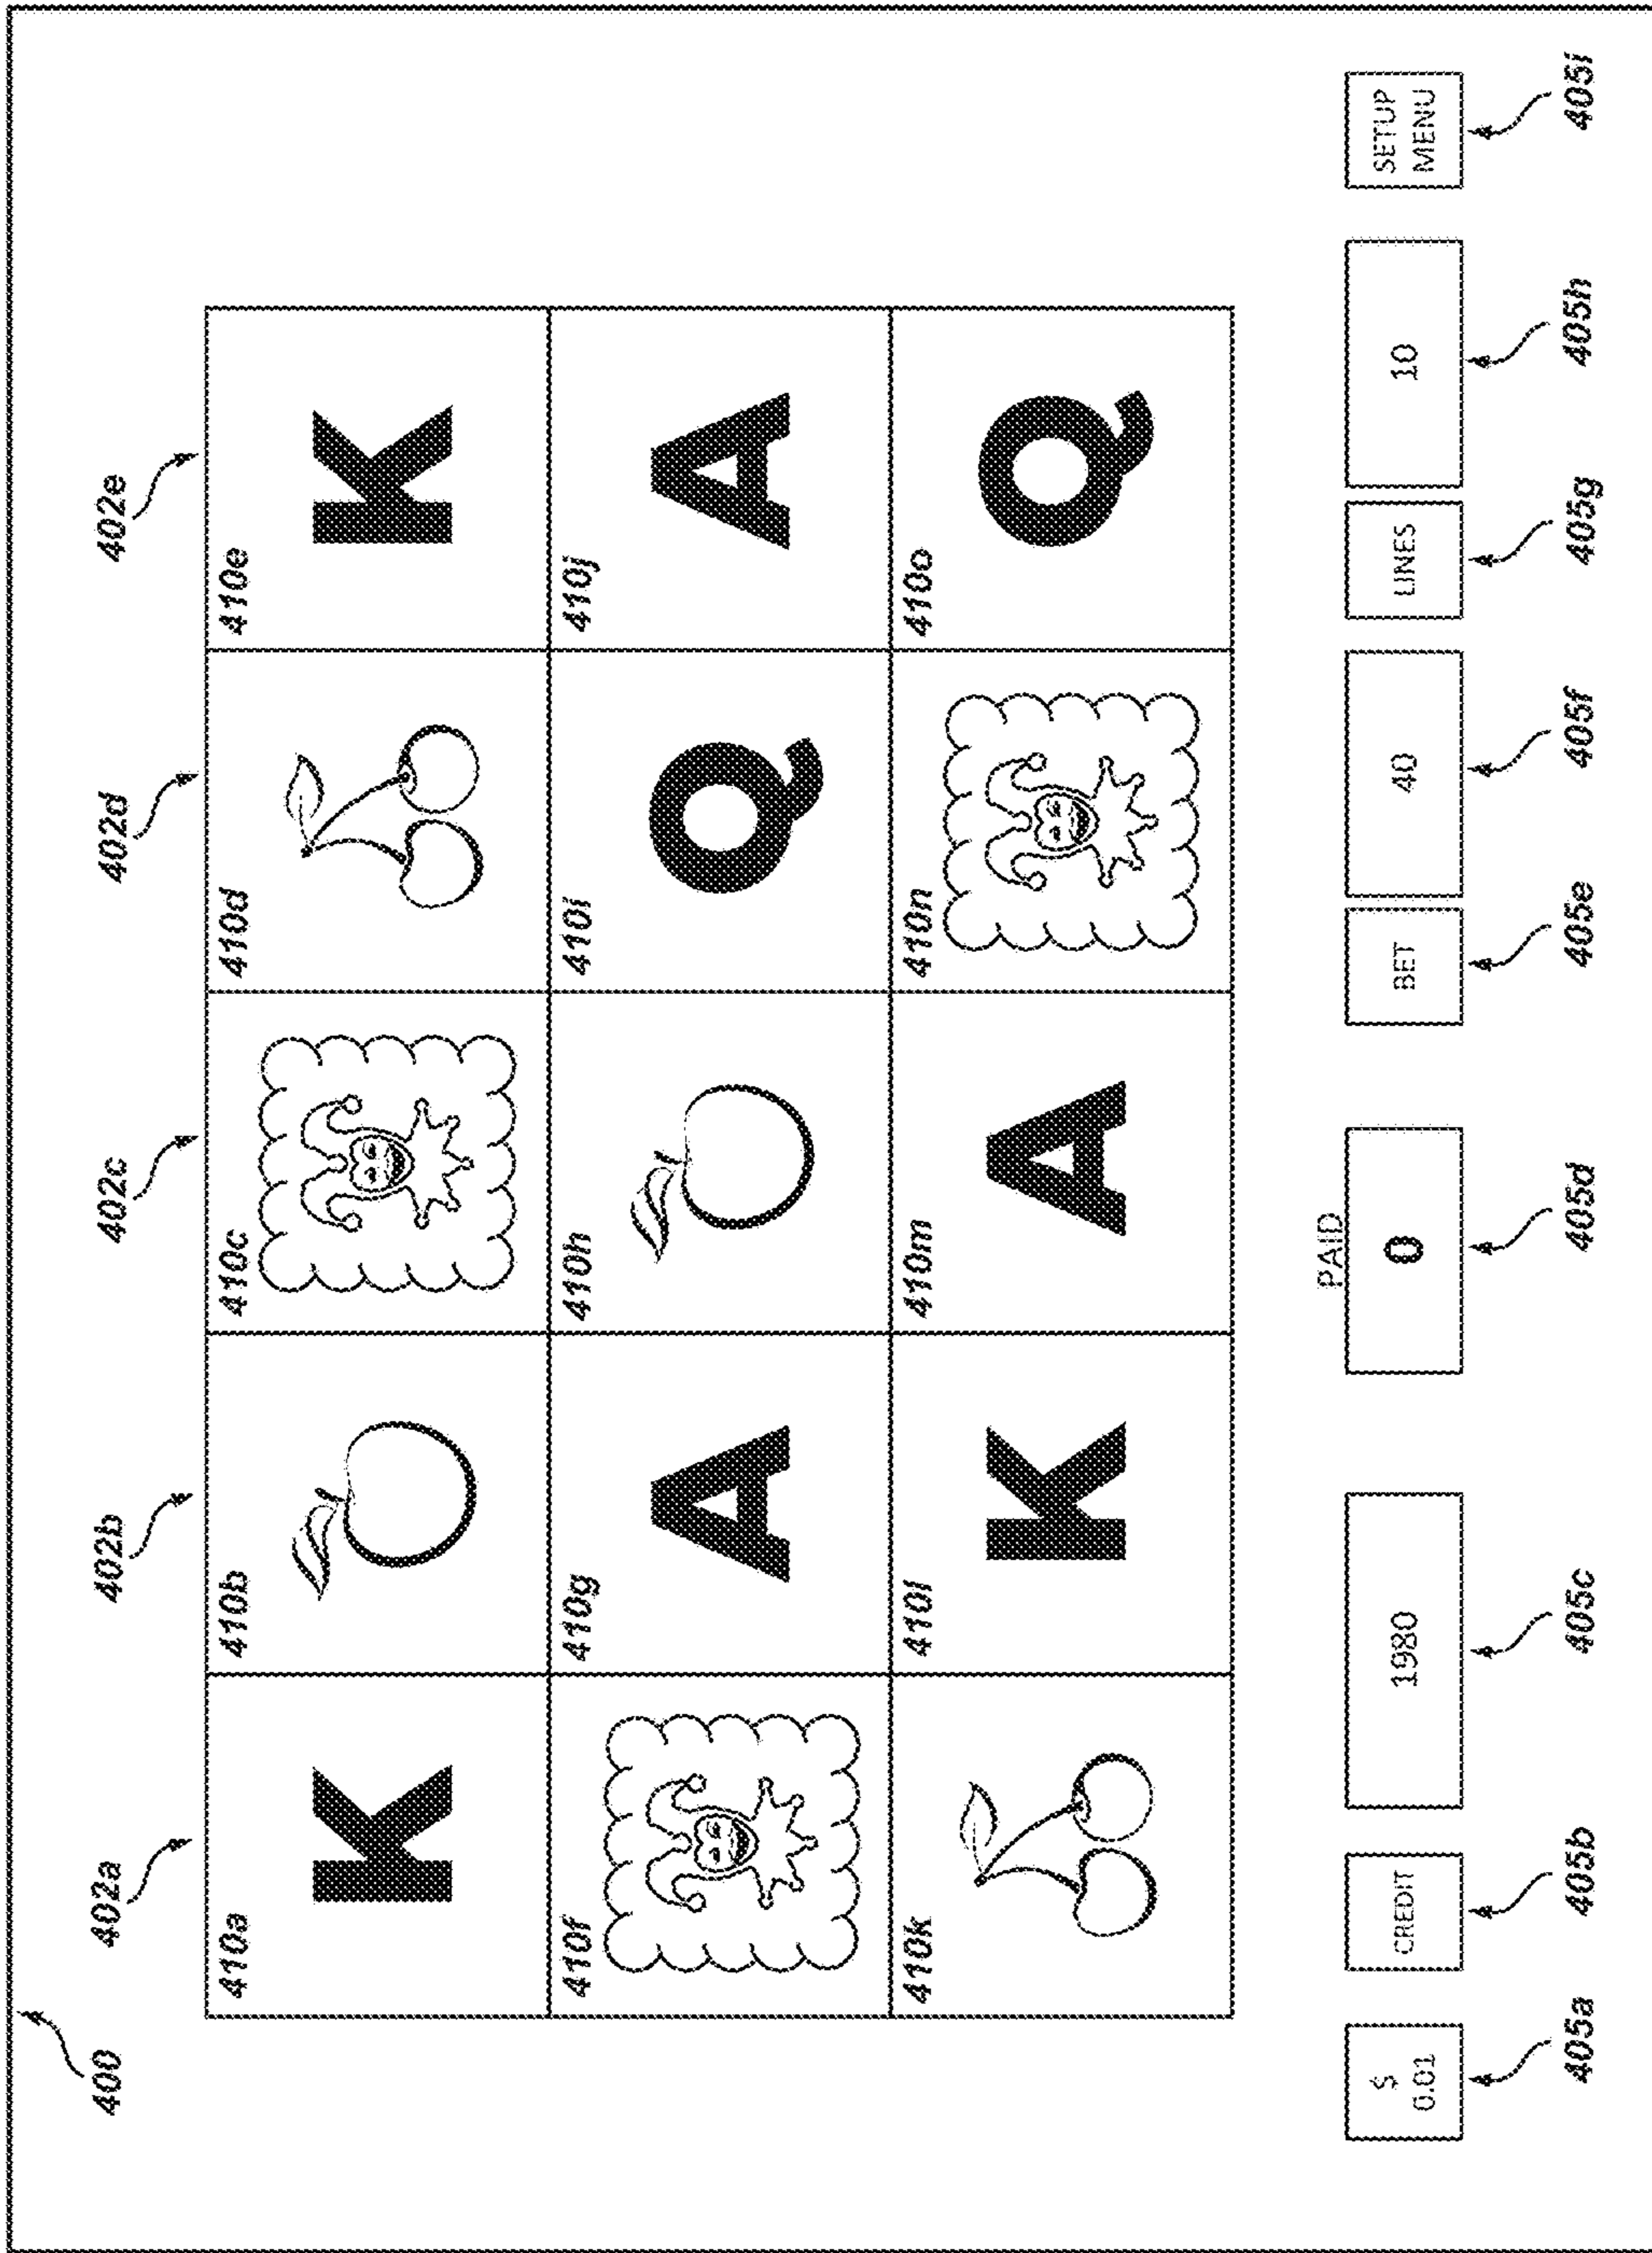 400
402a 402b 402c 402d 402e
410a 410b 410c 410d 410e
K K
410f 410g 410h 410i 410j
A Q A
410k 410l 410m 410n 410o
K A Q
PAID
$ 0.01 CREDIT 1980 0 BET 40 LINES 10 SETUP MENU
405a 405b 405c 405d 405e 405f 405g 405h 405i